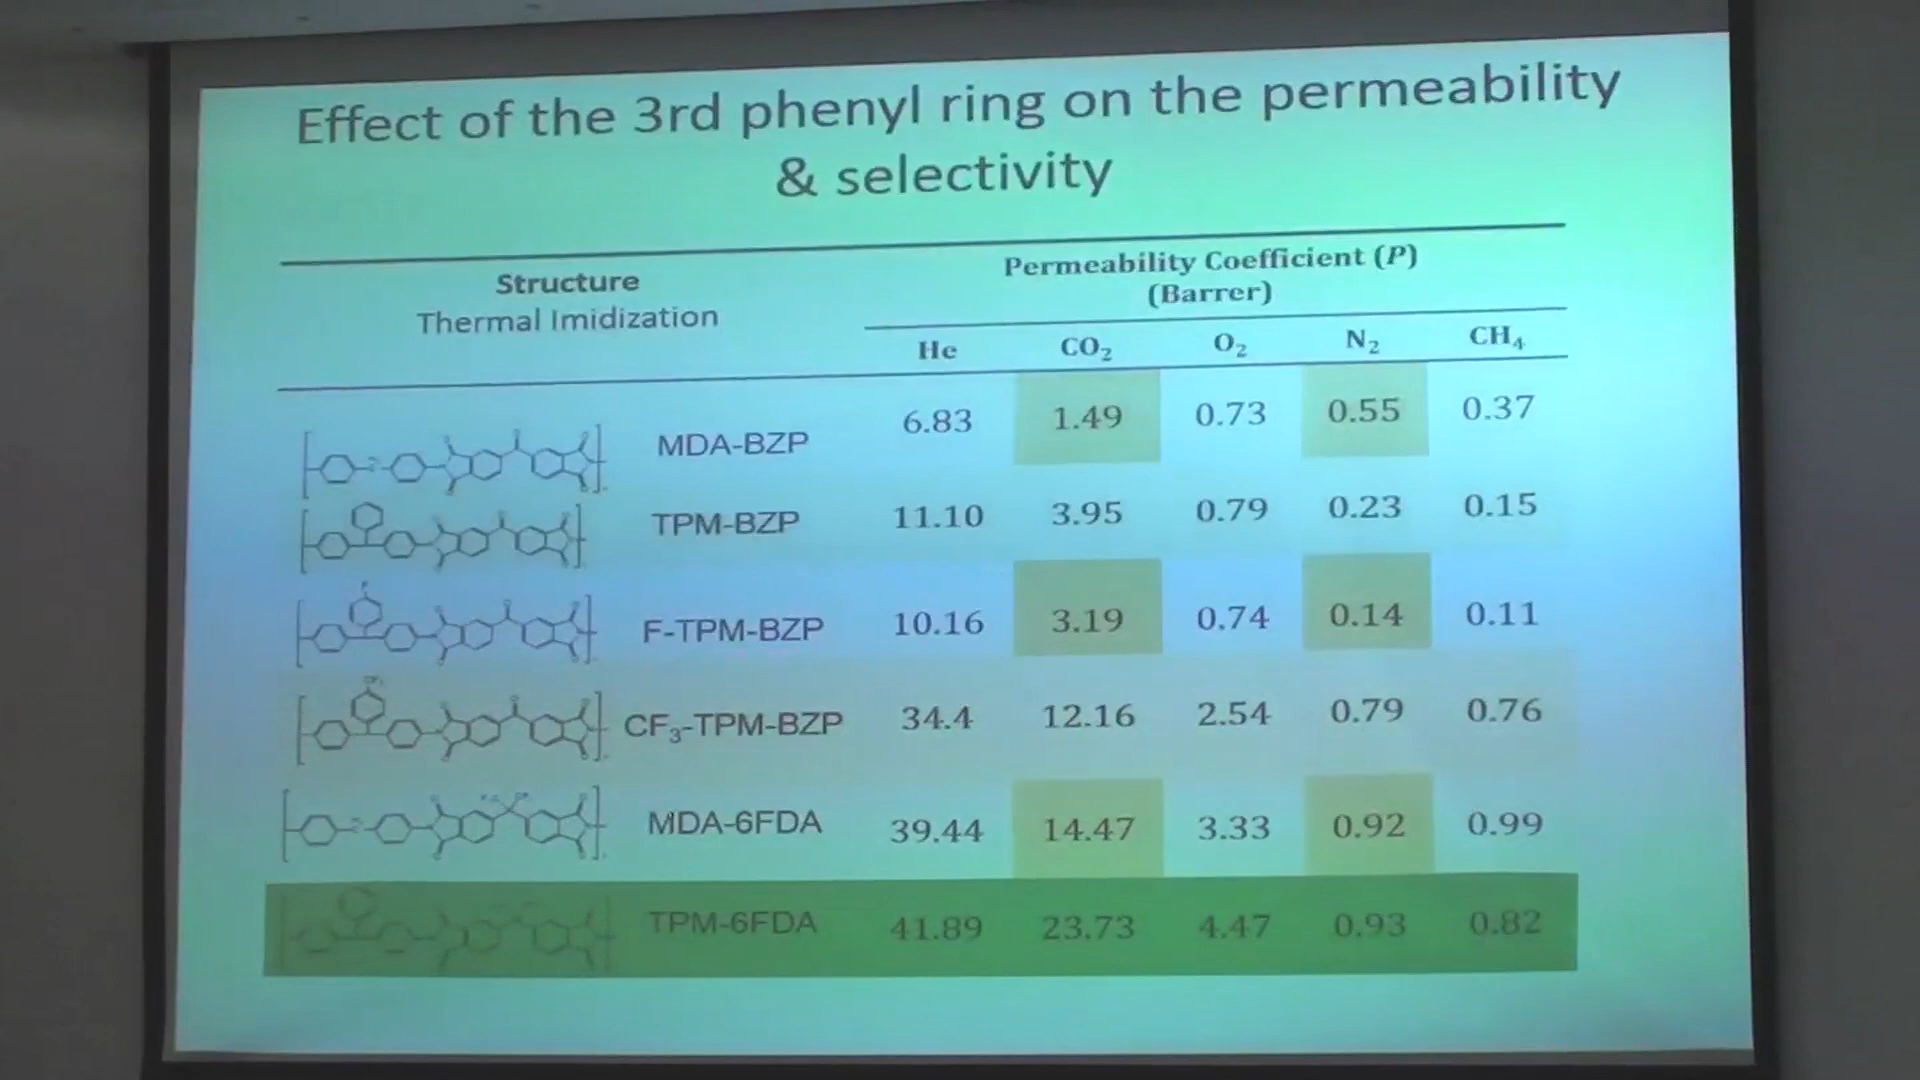 Effect of the 3rd phenyl ring on the permeability
& selectivity
Structure
Thermal Imidization
Permeability Coefficient (P)
(Barrer)
He CO₂ O₂ N₂ CH₄
MDA-BZP 6.83 1.49 0.73 0.55 0.37
TPM-BZP 11.10 3.95 0.79 0.23 0.15
F-TPM-BZP 10.16 3.19 0.74 0.14 0.11
CF₃-TPM-BZP 34.4 12.16 2.54 0.79 0.76
MDA-6FDA 39.44 14.47 3.33 0.92 0.99
TPM-6FDA 41.89 23.73 4.47 0.93 0.82